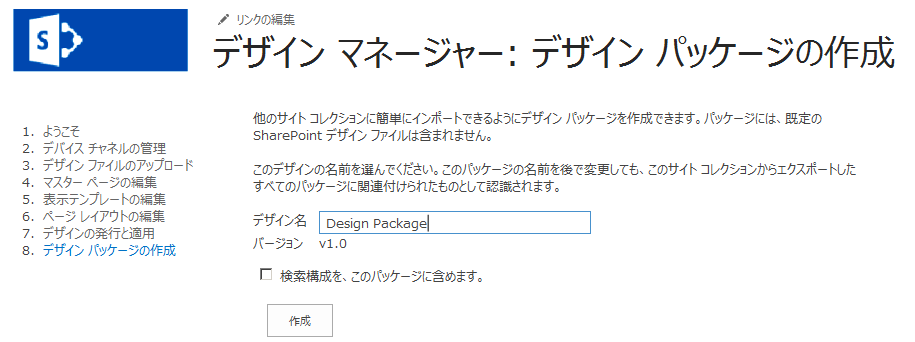 S
リンクの編集
デザイン マネージャー: デザイン パッケージの作成
1. ようこそ
2. デバイス チャネルの管理
3. デザイン ファイルのアップロード
4. マスター ページの編集
5. 表示テンプレートの編集
6. ページ レイアウトの編集
7. デザインの発行と適用
8. デザイン パッケージの作成
他のサイト コレクションに簡単にインポートできるようにデザイン パッケージを作成できます。パッケージには、既定の
SharePoint デザイン ファイルは含まれません。
このデザインの名前を選んでください。このパッケージの名前を後で変更しても、このサイト コレクションからエクスポートした
すべてのパッケージに関連付けられたものとして認識されます。
デザイン名 Design Package
バージョン v1.0
検索構成を、このパッケージに含めます。
作成